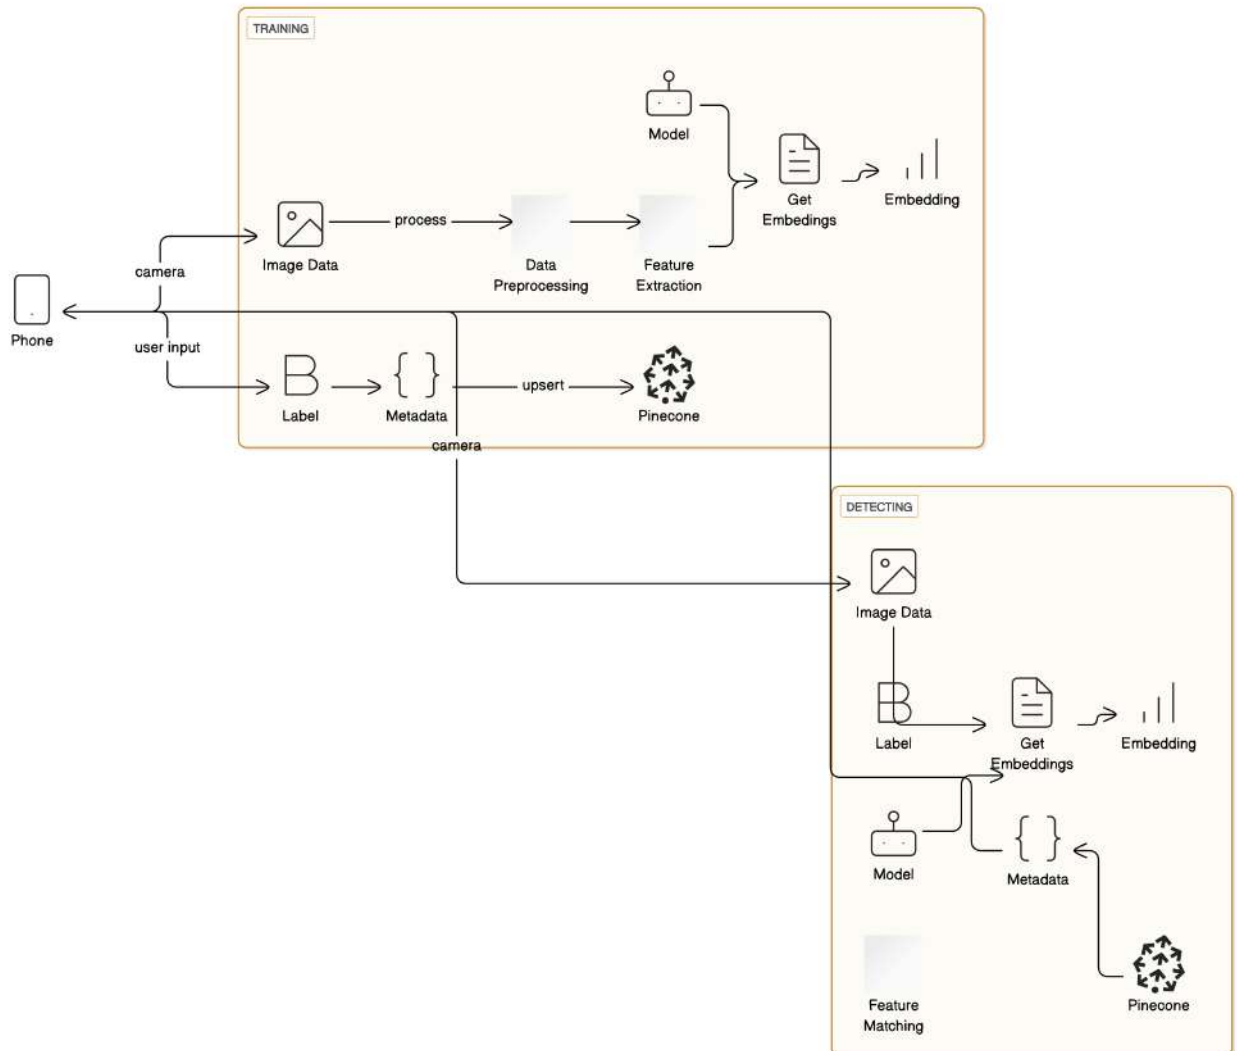 TRAINING
Model
Get
Embedings
Embedding
process
Image Data
Data
Preprocessing
Feature
Extraction
camera
Phone
user input
Label
Metadata
upsert
Pinecone
camera
DETECTING
Image Data
Label
Get
Embeddings
Embedding
Model
Metadata
Feature
Matching
Pinecone